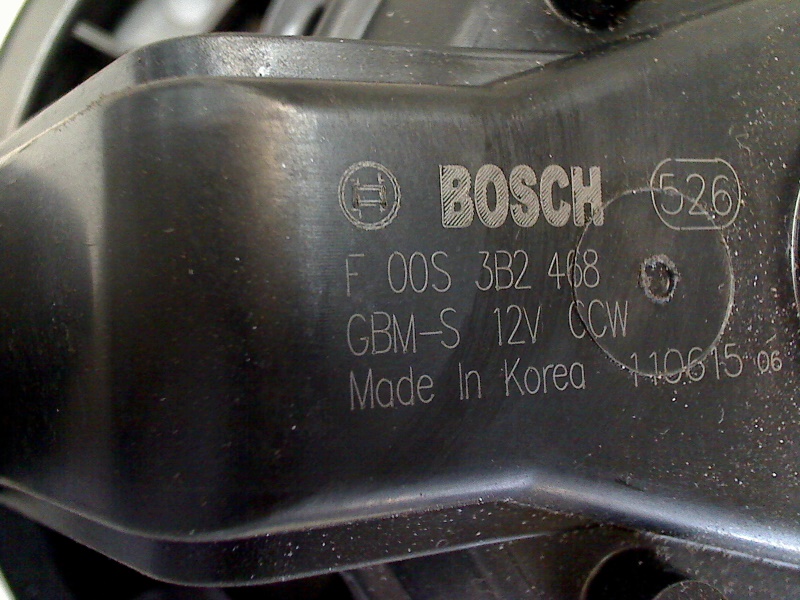 BOSCH 526
F 00S 3B2 468
GBM-S 12V CCW
Made In Korea 110615 06